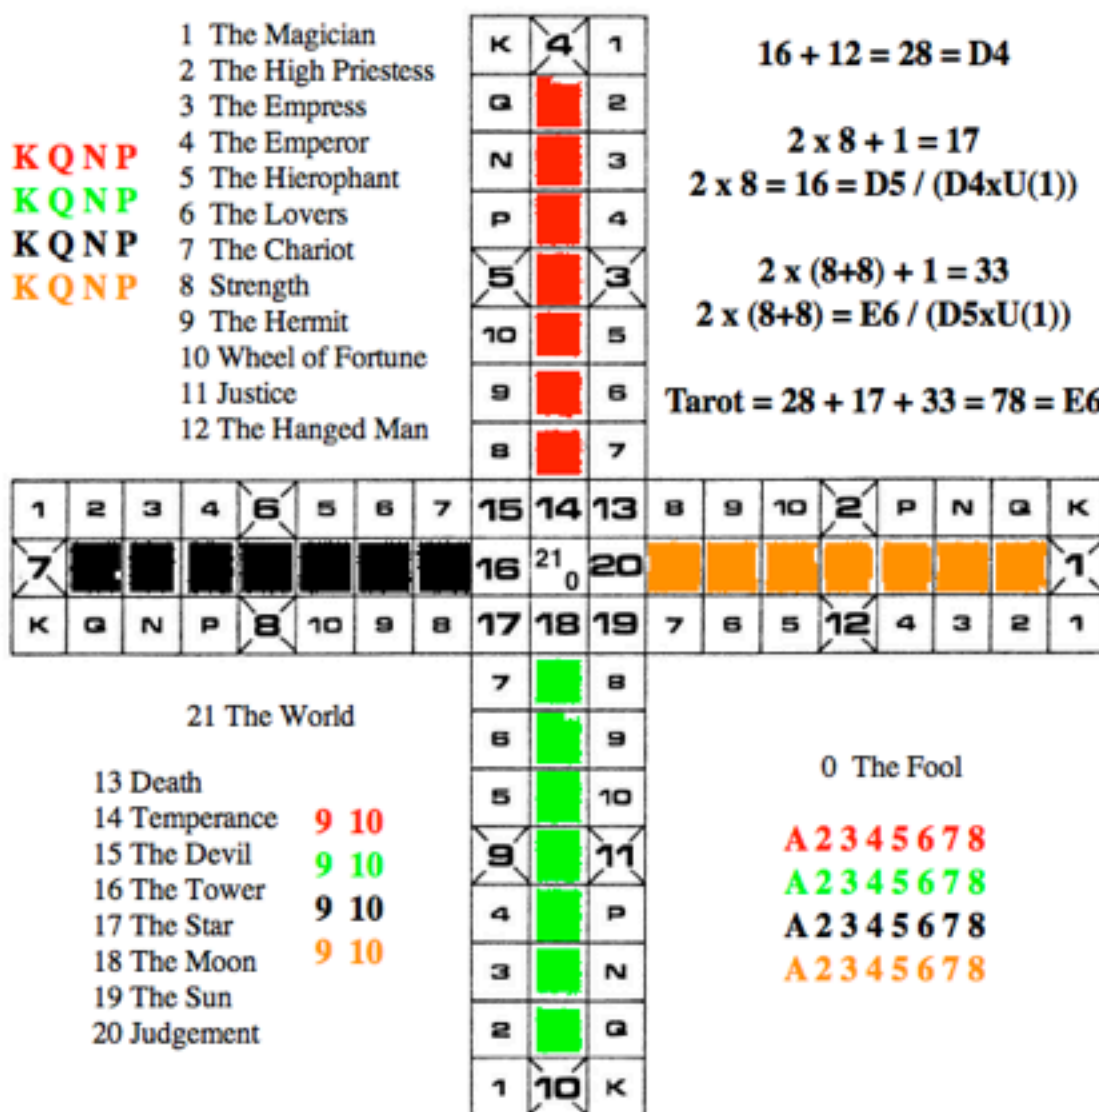 1 The Magician
2 The High Priestess
3 The Empress
4 The Emperor
5 The Hierophant
6 The Lovers
7 The Chariot
8 Strength
9 The Hermit
10 Wheel of Fortune
11 Justice
12 The Hanged Man
K Q N P
K Q N P
K Q N P
K Q N P
16 + 12 = 28 = D4
2 x 8 + 1 = 17
2 x 8 = 16 = D5 / (D4xU(1))
2 x (8+8) + 1 = 33
2 x (8+8) = E6 / (D5xU(1))
Tarot = 28 + 17 + 33 = 78 = E6
K 4 1
Q 2
N 3
P 4
5 3
10 5
9 6
8 7
1 2 3 4 6 5 6 7 15 14 13 8 9 10 2 P N Q K
7 16 21 0 20 1
K Q N P 8 10 9 8 17 18 19 7 6 5 12 4 3 2 1
7 8
6 9
5 10
9 11
4 P
3 N
2 Q
1 10 K
21 The World
13 Death
14 Temperance
15 The Devil
16 The Tower
17 The Star
18 The Moon
19 The Sun
20 Judgement
9 10
9 10
9 10
9 10
0 The Fool
A 2 3 4 5 6 7 8
A 2 3 4 5 6 7 8
A 2 3 4 5 6 7 8
A 2 3 4 5 6 7 8